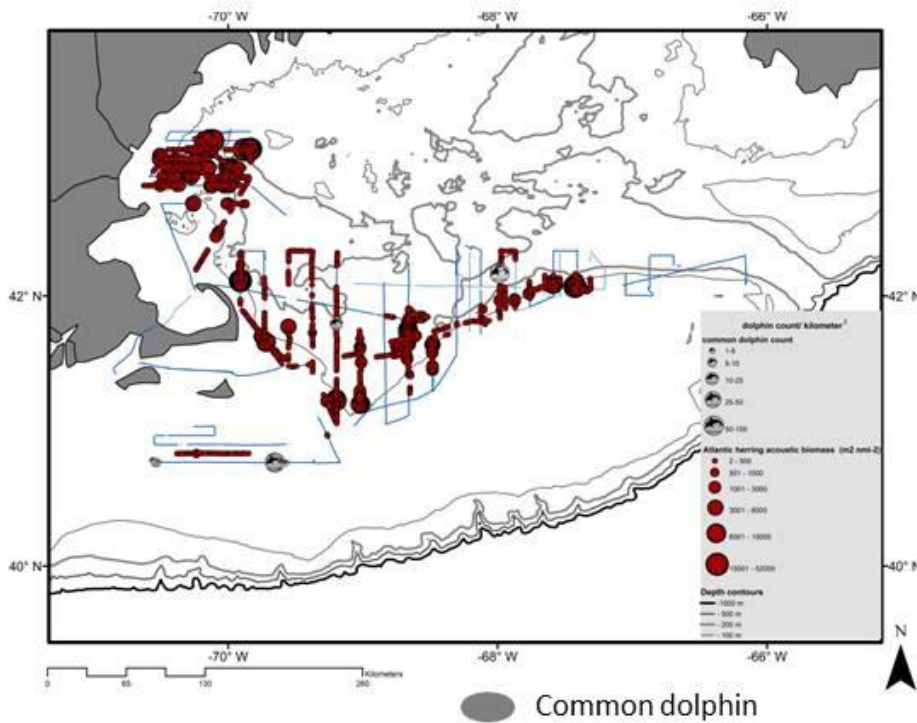 -70° W -68° W -66° W
42° N 42° N
40° N 40° N
dolphin count/ kilometer²
common dolphin count
1-5
5-10
10-25
25-50
50-100
Atlantic herring acoustic biomass (m2 nmi-2)
2 - 500
501 - 1000
1001 - 3000
3001 - 6000
6001 - 10000
10001 - 52000
Depth contours
-1000 m
- 500 m
- 200 m
- 100 m
-70° W -68° W -66° W
N
Kilometers
0 65 130 260
Common dolphin